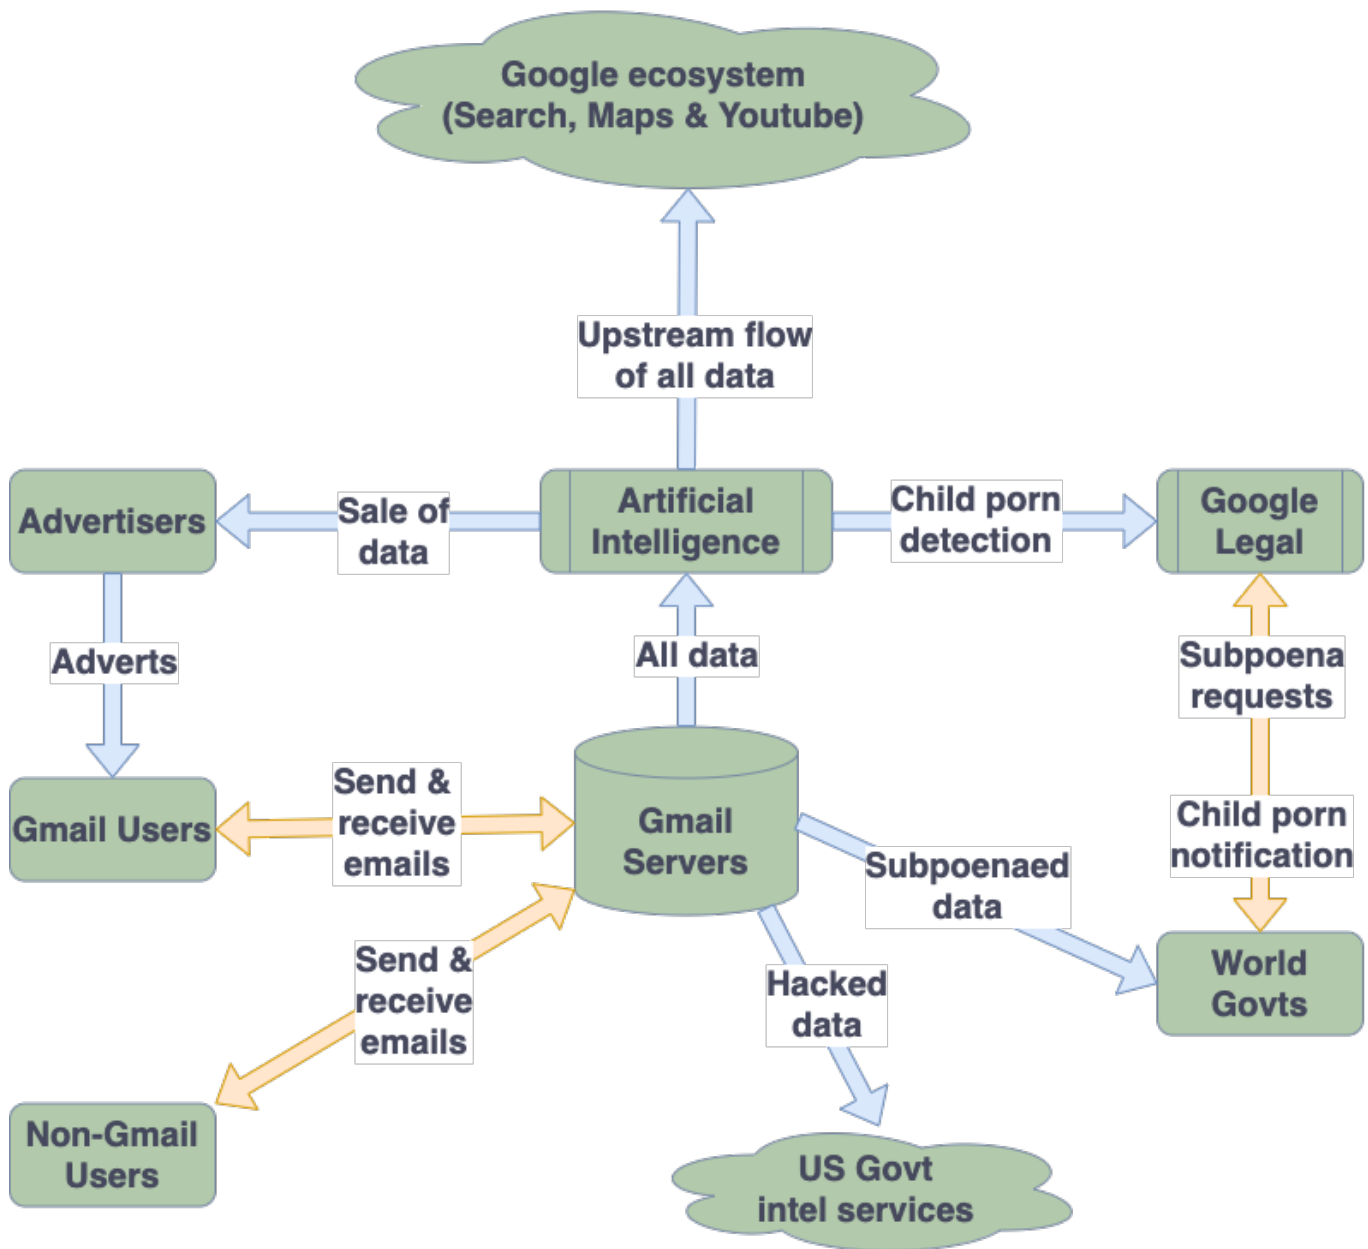 Google ecosystem
(Search, Maps & Youtube)
Upstream flow
of all data
Advertisers
Sale of
data
Artificial
Intelligence
Child porn
detection
Google
Legal
Adverts
All data
Subpoena
requests
Gmail Users
Send &
receive
emails
Gmail
Servers
Child porn
notification
Subpoenaed
data
Send &
receive
emails
Hacked
data
World
Govts
Non-Gmail
Users
US Govt
intel services